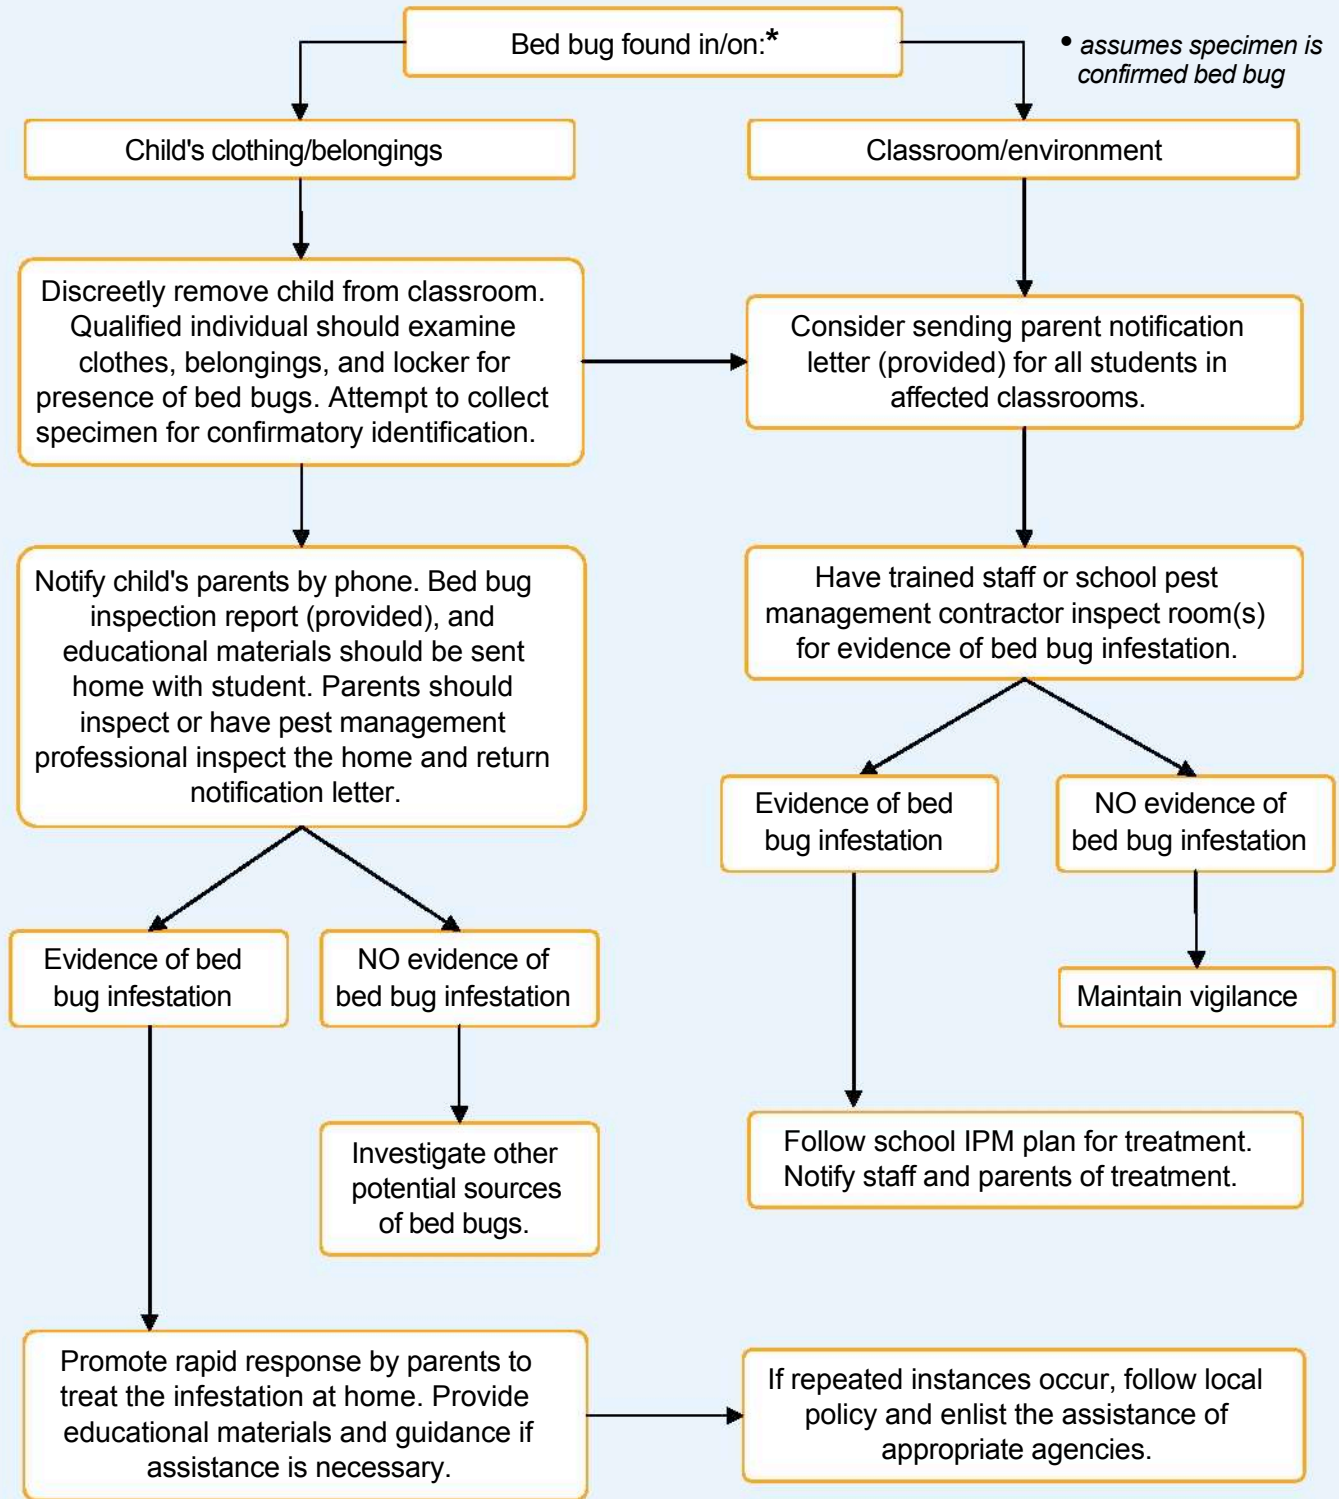 Bed bug found in/on:*
• assumes specimen is
confirmed bed bug
Child's clothing/belongings
Classroom/environment
Discreetly remove child from classroom.
Qualified individual should examine
clothes, belongings, and locker for
presence of bed bugs. Attempt to collect
specimen for confirmatory identification.
Consider sending parent notification
letter (provided) for all students in
affected classrooms.
Notify child's parents by phone. Bed bug
inspection report (provided), and
educational materials should be sent
home with student. Parents should
inspect or have pest management
professional inspect the home and return
notification letter.
Have trained staff or school pest
management contractor inspect room(s)
for evidence of bed bug infestation.
Evidence of bed
bug infestation
NO evidence of
bed bug infestation
Evidence of bed
bug infestation
NO evidence of
bed bug infestation
Maintain vigilance
Investigate other
potential sources
of bed bugs.
Follow school IPM plan for treatment.
Notify staff and parents of treatment.
Promote rapid response by parents to
treat the infestation at home. Provide
educational materials and guidance if
assistance is necessary.
If repeated instances occur, follow local
policy and enlist the assistance of
appropriate agencies.